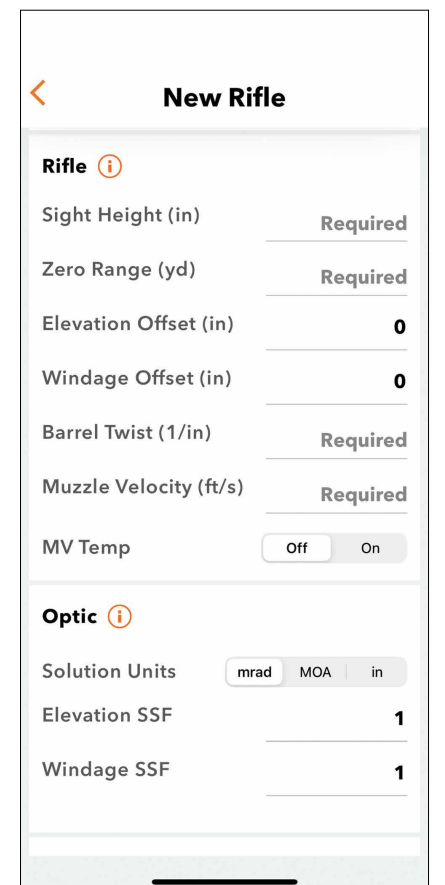 New Rifle
Rifle
Sight Height (in) Required
Zero Range (yd) Required
Elevation Offset (in) 0
Windage Offset (in) 0
Barrel Twist (1/in) Required
Muzzle Velocity (ft/s) Required
MV Temp Off On
Optic
Solution Units mrad MOA in
Elevation SSF 1
Windage SSF 1